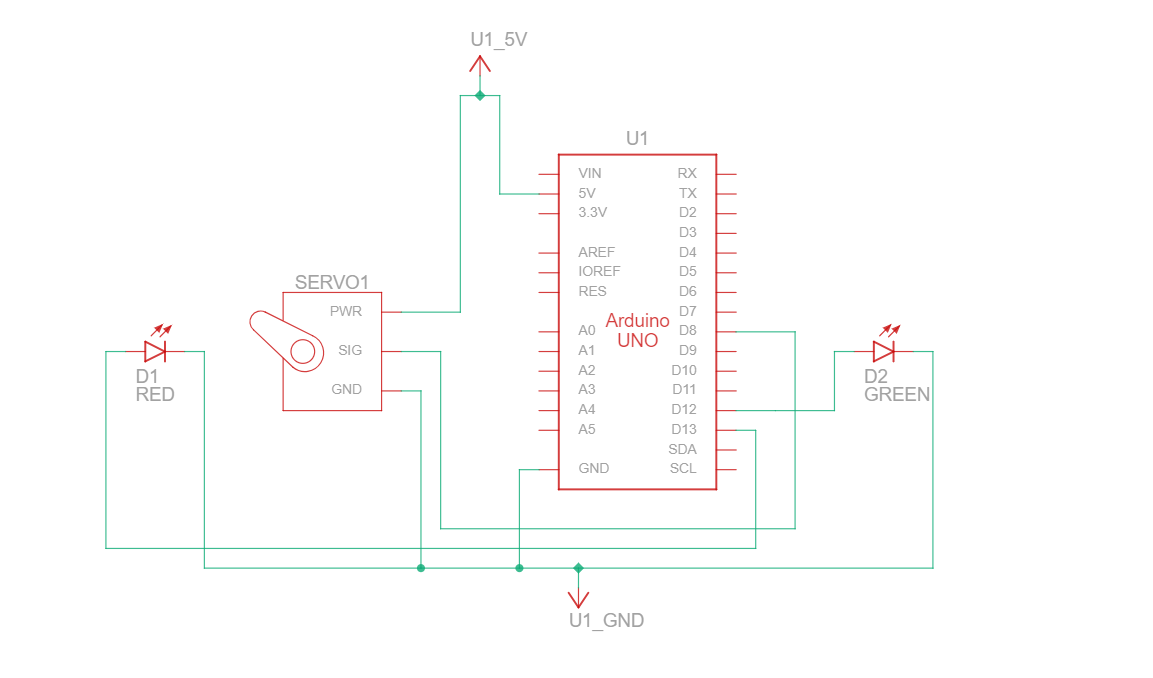 U1_5V
U1
VIN
5V
3.3V
AREF
IOREF
RES
A0
A1
A2
A3
A4
A5
GND
Arduino
UNO
RX
TX
D2
D3
D4
D5
D6
D7
D8
D9
D10
D11
D12
D13
SDA
SCL
SERVO1
PWR
SIG
GND
D1
RED
D2
GREEN
U1_GND